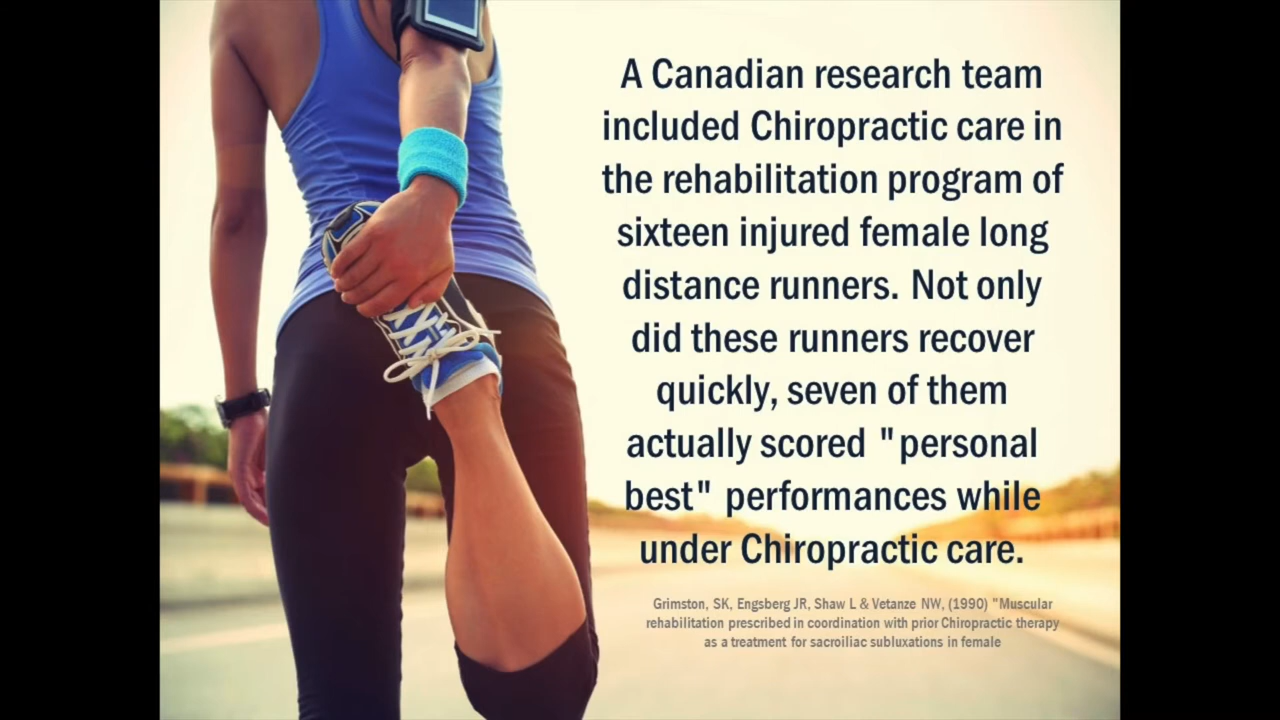 A Canadian research team
included Chiropractic care in
the rehabilitation program of
sixteen injured female long
distance runners. Not only
did these runners recover
quickly, seven of them
actually scored "personal
best" performances while
under Chiropractic care.
Grimston, SK, Engsberg JR, Shaw L & Vetanze NW, (1990) "Muscular
rehabilitation prescribed in coordination with prior Chiropractic therapy
as a treatment for sacroiliac subluxations in female